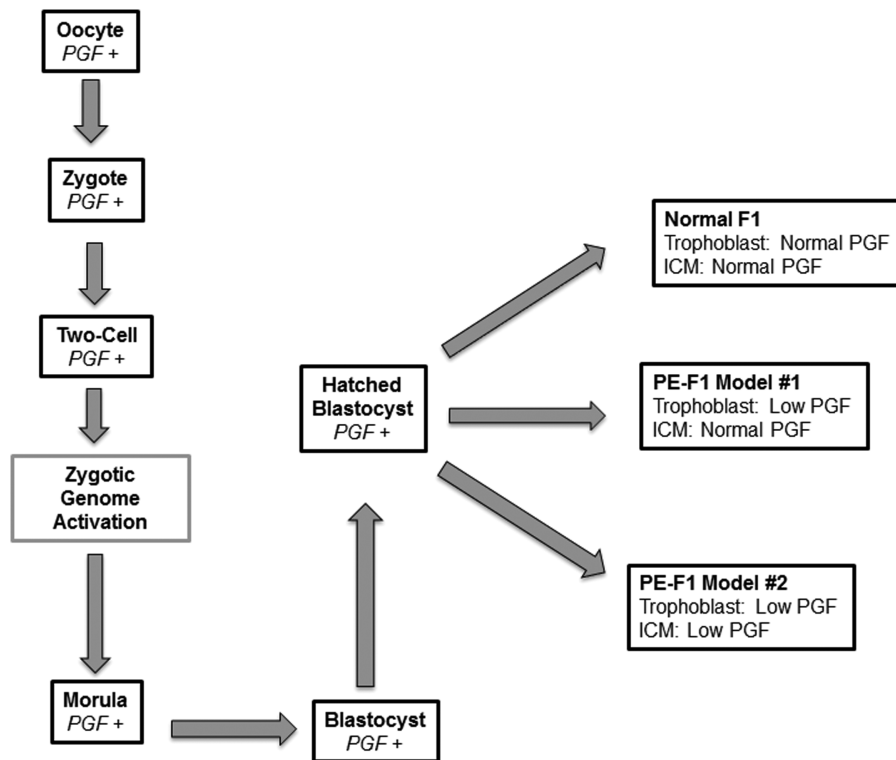 Oocyte
PGF +
Zygote
PGF +
Two-Cell
PGF +
Zygotic
Genome
Activation
Morula
PGF +
Blastocyst
PGF +
Hatched
Blastocyst
PGF +
Normal F1
Trophoblast: Normal PGF
ICM: Normal PGF
PE-F1 Model #1
Trophoblast: Low PGF
ICM: Normal PGF
PE-F1 Model #2
Trophoblast: Low PGF
ICM: Low PGF